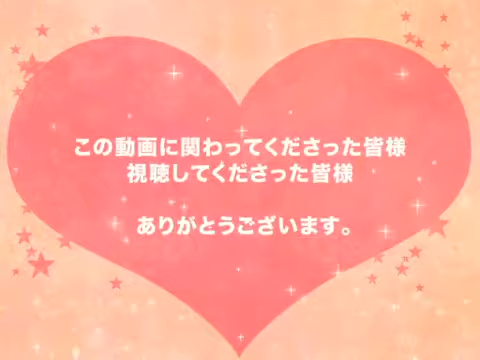 この動画に関わってくださった皆様
視聴してくださった皆様
ありがとうございます。